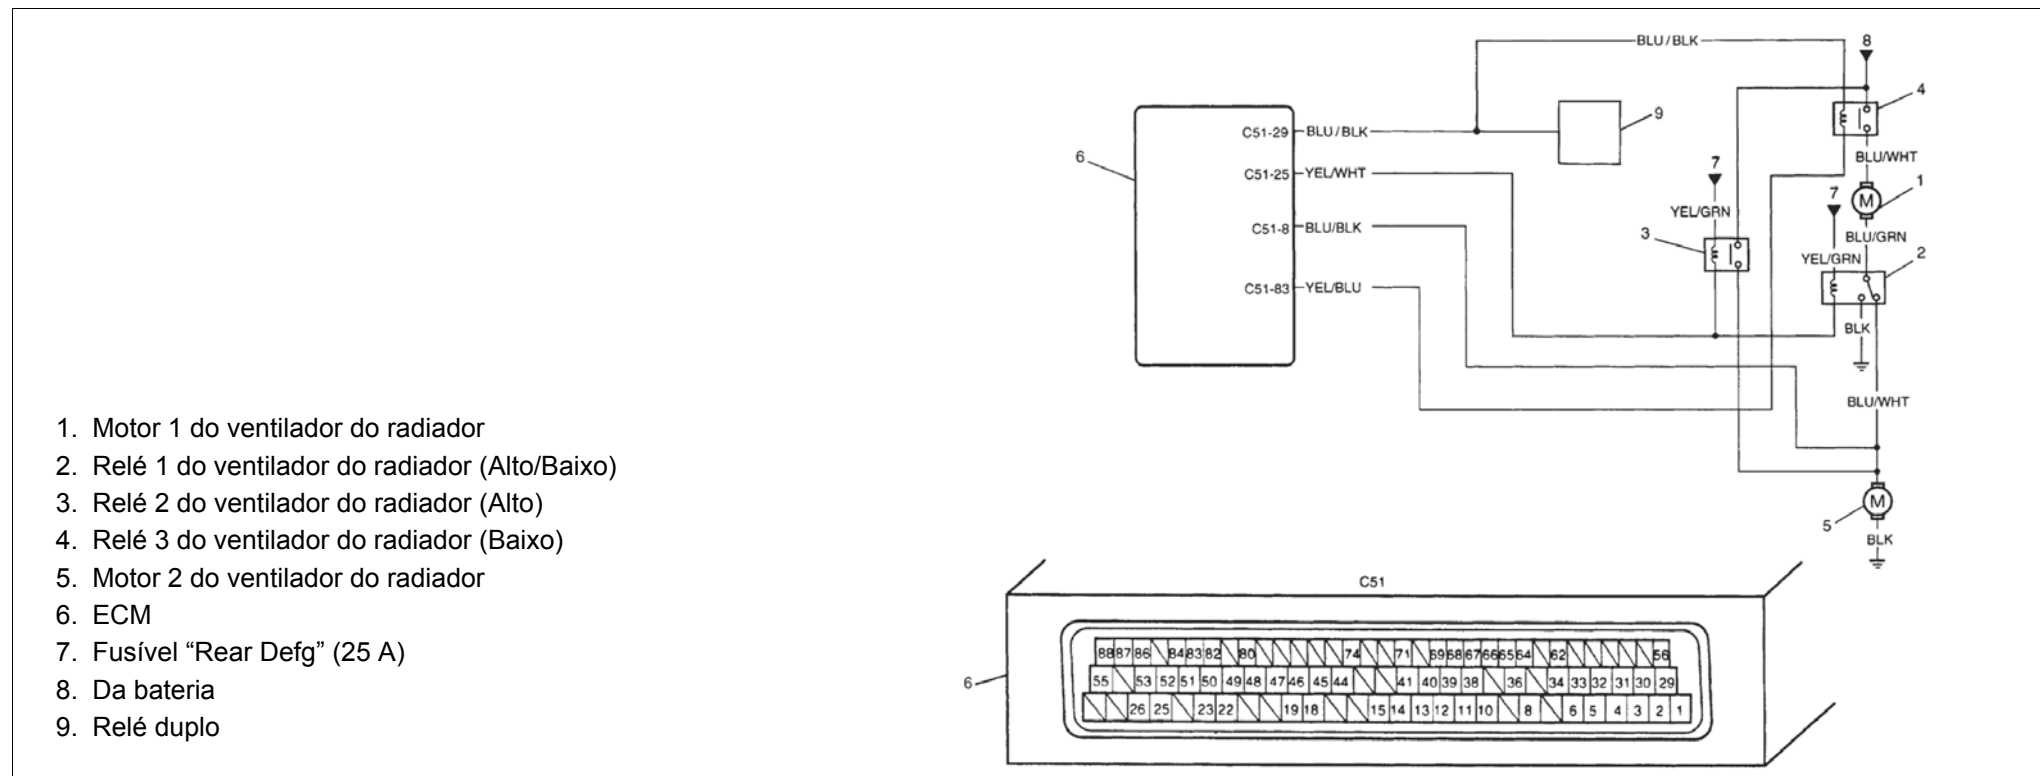 BLU/BLK
8
4
9
C51-29
BLU/BLK
6
BLU/WHT
C51-25
YEL/WHT
7
1
7
M
YEL/GRN
C51-8
BLU/BLK
BLU/GRN
3
2
YEL/GRN
C51-83
YEL/BLU
BLK
BLU/WHT
M
5
BLK
1. Motor 1 do ventilador do radiador
2. Relé 1 do ventilador do radiador (Alto/Baixo)
3. Relé 2 do ventilador do radiador (Alto)
4. Relé 3 do ventilador do radiador (Baixo)
5. Motor 2 do ventilador do radiador
6. ECM
7. Fusível “Rear Defg” (25 A)
8. Da bateria
9. Relé duplo
C51
6
88 87 86 84 83 82 80 74 71 69 68 67 66 65 64 62 56
55 53 52 51 50 49 48 47 46 45 44 41 40 39 38 36 34 33 32 31 30 29
26 25 23 22 19 18 15 14 13 12 11 10 8 6 5 4 3 2 1